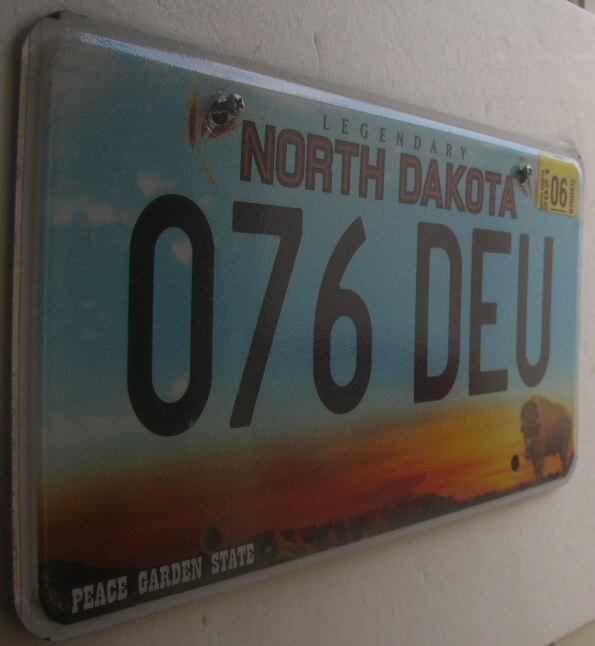 LEGENDARY
NORTH DAKOTA
06
076 DEU
PEACE GARDEN STATE